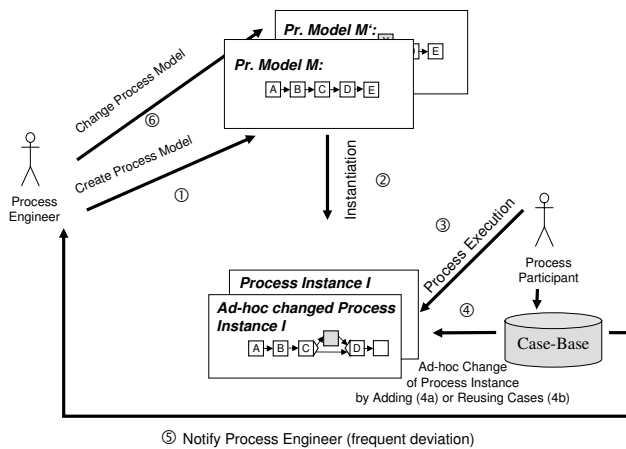 Pr. Model M‘:
E
Pr. Model M:
A B C D E
Change Process Model
⑥
Create Process Model
①
Process
Engineer
Instantiation
②
③
Process Execution
Process
Participant
Process Instance I
Ad-hoc changed Process
Instance I
A B C D
④
Case-Base
Ad-hoc Change
of Process Instance
by Adding (4a) or Reusing Cases (4b)
⑤ Notify Process Engineer (frequent deviation)